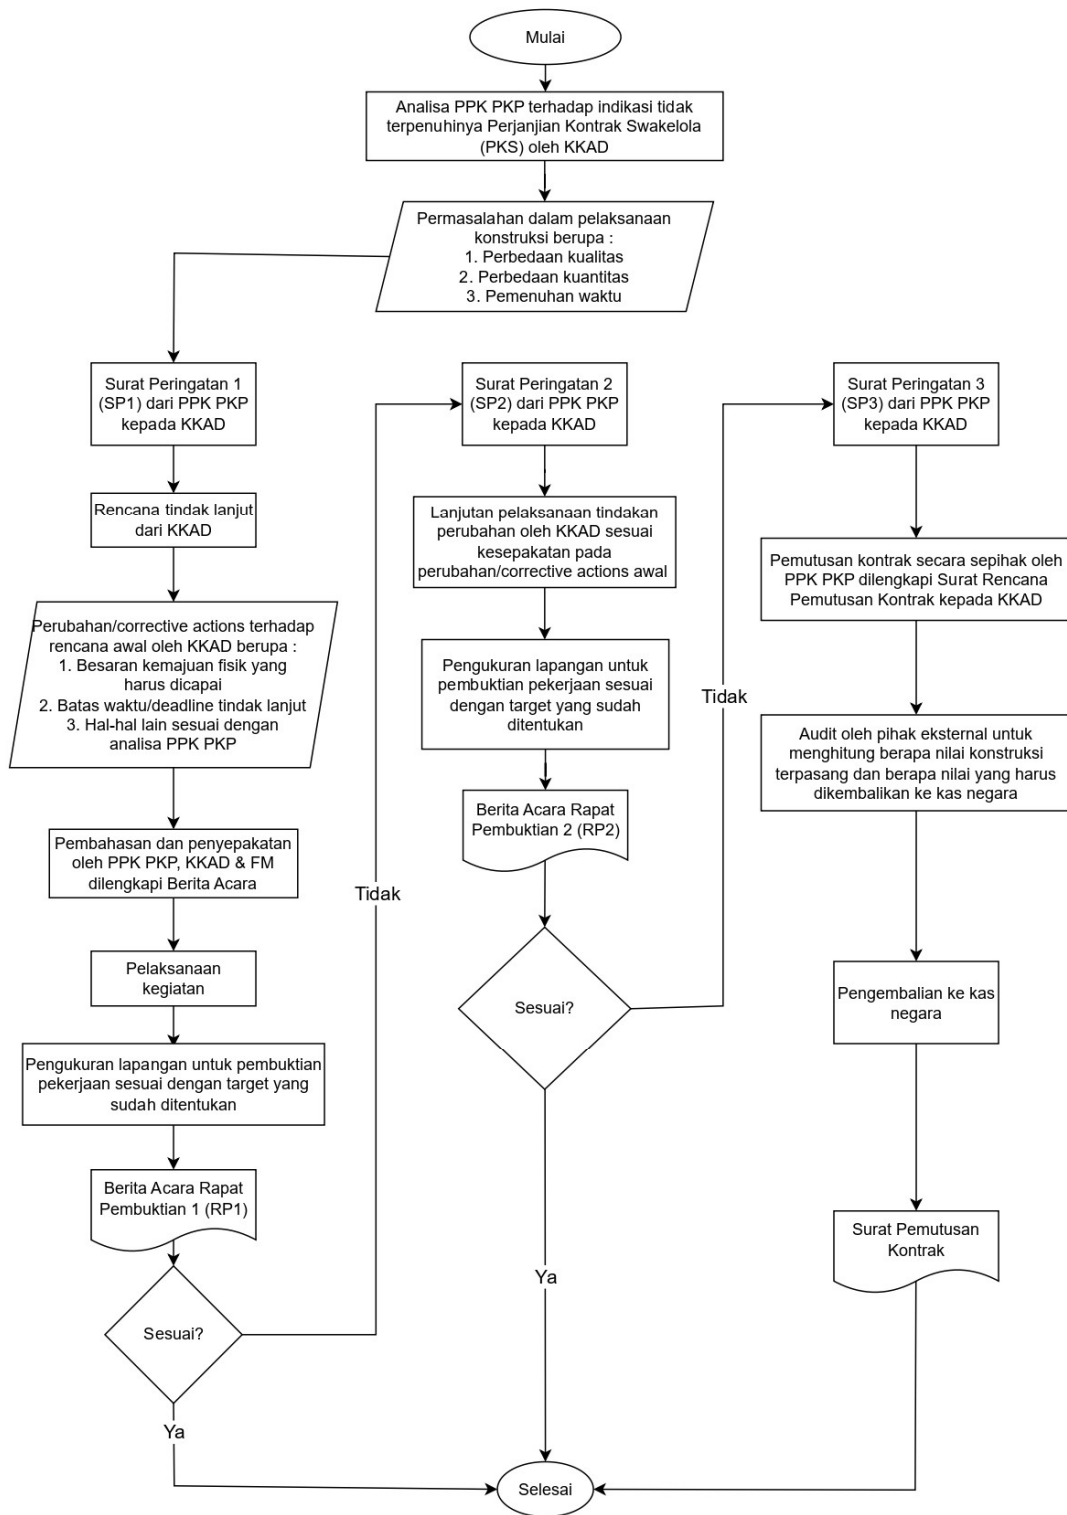 Mulai
Analisa PPK PKP terhadap indikasi tidak
terpenuhinya Perjanjian Kontrak Swakelola
(PKS) oleh KKAD
Permasalahan dalam pelaksanaan
konstruksi berupa :
1. Perbedaan kualitas
2. Perbedaan kuantitas
3. Pemenuhan waktu
Surat Peringatan 1
(SP1) dari PPK PKP
kepada KKAD
Rencana tindak lanjut
dari KKAD
Perubahan/corrective actions terhadap
rencana awal oleh KKAD berupa :
1. Besaran kemajuan fisik yang
harus dicapai
2. Batas waktu/deadline tindak lanjut
3. Hal-hal lain sesuai dengan
analisa PPK PKP
Pembahasan dan penyepakatan
oleh PPK PKP, KKAD & FM
dilengkapi Berita Acara
Pelaksanaan
kegiatan
Pengukuran lapangan untuk pembuktian
pekerjaan sesuai dengan target yang
sudah ditentukan
Berita Acara Rapat
Pembuktian 1 (RP1)
Sesuai?
Ya
Tidak
Surat Peringatan 2
(SP2) dari PPK PKP
kepada KKAD
Lanjutan pelaksanaan tindakan
perubahan oleh KKAD sesuai
kesepakatan pada
perubahan/corrective actions awal
Pengukuran lapangan untuk
pembuktian pekerjaan sesuai
dengan target yang sudah
ditentukan
Berita Acara Rapat
Pembuktian 2 (RP2)
Sesuai?
Ya
Tidak
Surat Peringatan 3
(SP3) dari PPK PKP
kepada KKAD
Pemutusan kontrak secara sepihak oleh
PPK PKP dilengkapi Surat Rencana
Pemutusan Kontrak kepada KKAD
Audit oleh pihak eksternal untuk
menghitung berapa nilai konstruksi
terpasang dan berapa nilai yang harus
dikembalikan ke kas negara
Pengembalian ke kas
negara
Surat Pemutusan
Kontrak
Selesai